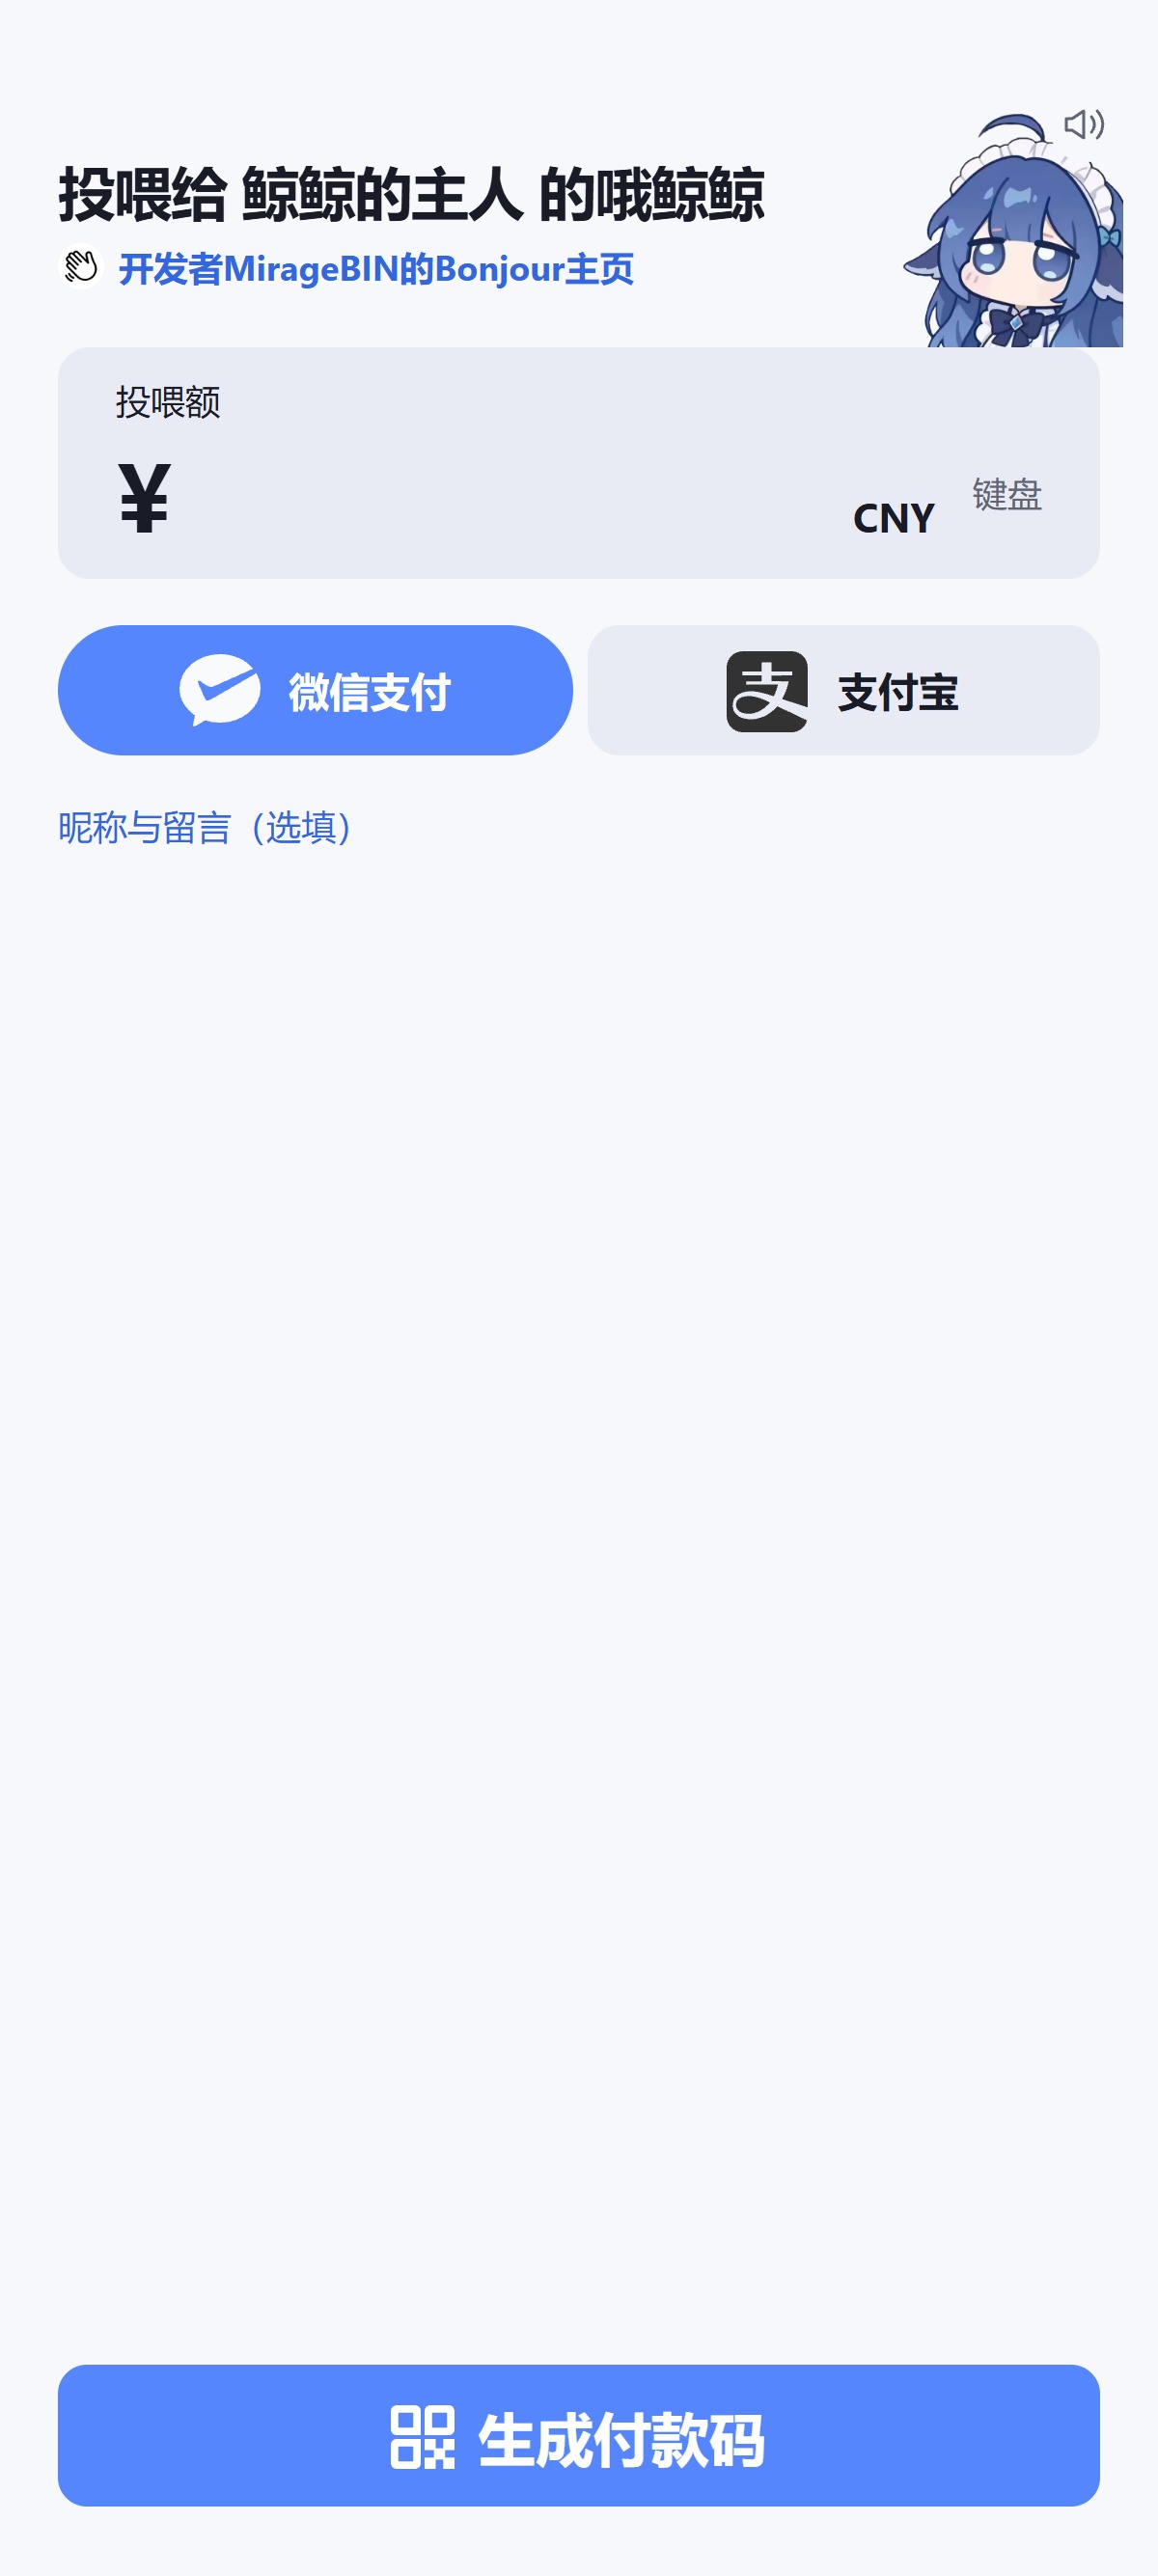 投喂给 鲸鲸的主人 的哦鲸鲸
开发者MirageBIN的Bonjour主页
投喂额
¥
CNY
键盘
微信支付
支 支付宝
昵称与留言（选填）
生成付款码